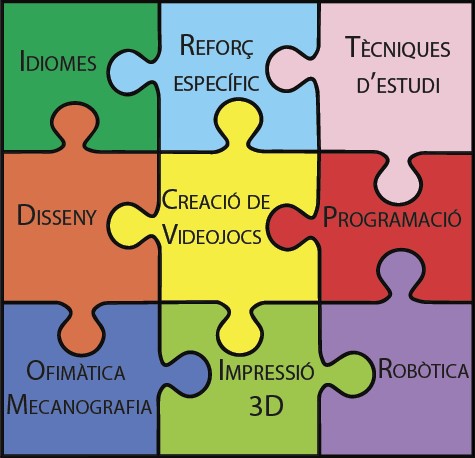 Idiomes
Reforç
específic
Tècniques
d'estudi
Disseny
Creació de
Videojocs
Programació
Ofimàtica
Mecanografia
Impressió
3D
Robòtica